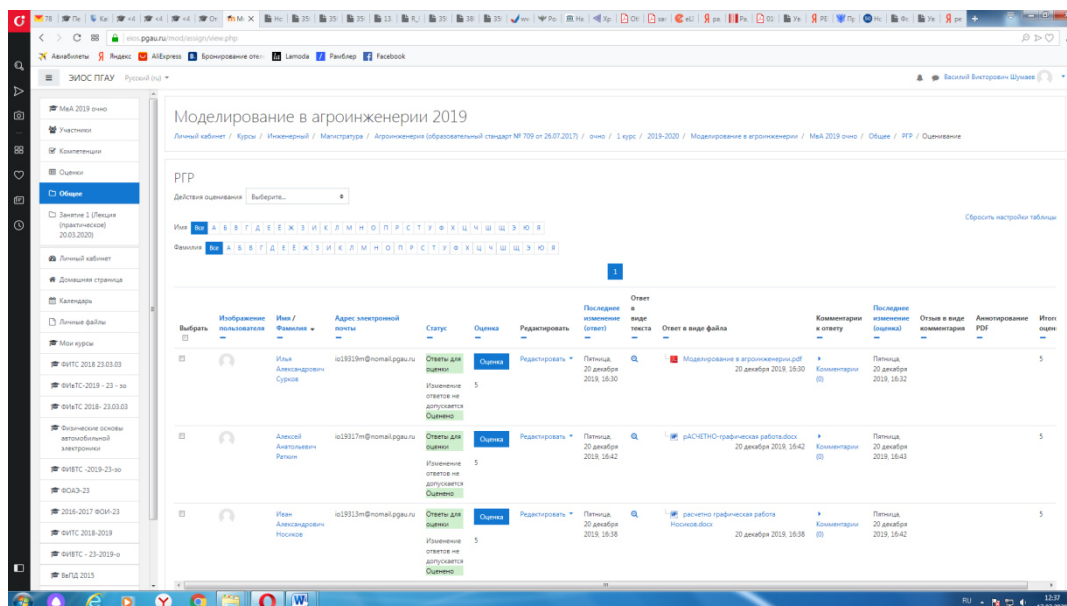 eios.pgau.ru/mod/assign/view.php
Авиабилеты Яндекс AliExpress Бронирование отел Lamoda Рамблер Facebook
ЭИОС ПГАУ Русский (ru) Василий Викторович Шумаев
МвА 2019 очно
Участники
Компетенции
Оценки
Общее
Занятие 1 (Лекция
(практическое)
20.03.2020)
Личный кабинет
Домашняя страница
Календарь
Личные файлы
Мои курсы
ФИТС 2018 23.03.03
ФИвТС-2019 - 23 - зо
ФИвТС 2018- 23.03.03
Физические основы
автомобильной
электроники
ФИВТС -2019-23-зо
ФОАЭ-23
2016-2017 ФОИ-23
ФИТС 2018-2019
ФИВТС - 23-2019-о
ВвПД 2015
Моделирование в агроинженерии 2019
Личный кабинет / Курсы / Инженерный / Магистратура / Агроинженерия (образовательный стандарт № 709 от 26.07.2017) / очно / 1 курс / 2019-2020 / Моделирование в агроинженерии / МвА 2019 очно / Общее / РГР / Оценивание
РГР
Действия оценивания Выберите...
Сбросить настройки таблицы
Имя Все А Б В Г Д Е Ё Ж З И К Л М Н О П Р С Т У Ф Х Ц Ч Ш Щ Э Ю Я
Фамилия Все А Б В Г Д Е Ё Ж З И К Л М Н О П Р С Т У Ф Х Ц Ч Ш Щ Э Ю Я
1
Выбрать
Изображение
пользователя
Имя /
Фамилия
Адрес электронной
почты
Статус
Оценка
Редактировать
Последнее
изменение
(ответ)
Ответ
в
виде
текста
Ответ в виде файла
Комментарии
к ответу
Последнее
изменение
(оценка)
Отзыв в виде
комментария
Аннотирование
PDF
Итого
оцен
Илья
Александрович
Сурков
io19319m@nomail.pgau.ru
Ответы для
оценки
Изменение
ответов не
допускается
Оценено
Оценка
5
Редактировать
Пятница,
20 декабря
2019, 16:30
Моделирование в агроинженерии.pdf
20 декабря 2019, 16:30
Комментарии
(0)
Пятница,
20 декабря
2019, 16:32
5
Алексей
Анатольевич
Раткин
io19317m@nomail.pgau.ru
Ответы для
оценки
Изменение
ответов не
допускается
Оценено
Оценка
5
Редактировать
Пятница,
20 декабря
2019, 16:42
рАСЧЕТНО-графическая работа.docx
20 декабря 2019, 16:42
Комментарии
(0)
Пятница,
20 декабря
2019, 16:43
5
Иван
Александрович
Носиков
io19313m@nomail.pgau.ru
Ответы для
оценки
Изменение
ответов не
допускается
Оценено
Оценка
5
Редактировать
Пятница,
20 декабря
2019, 16:38
расчетно графическая работа
Носиков.docx
20 декабря 2019, 16:38
Комментарии
(0)
Пятница,
20 декабря
2019, 16:42
5
RU 12:37